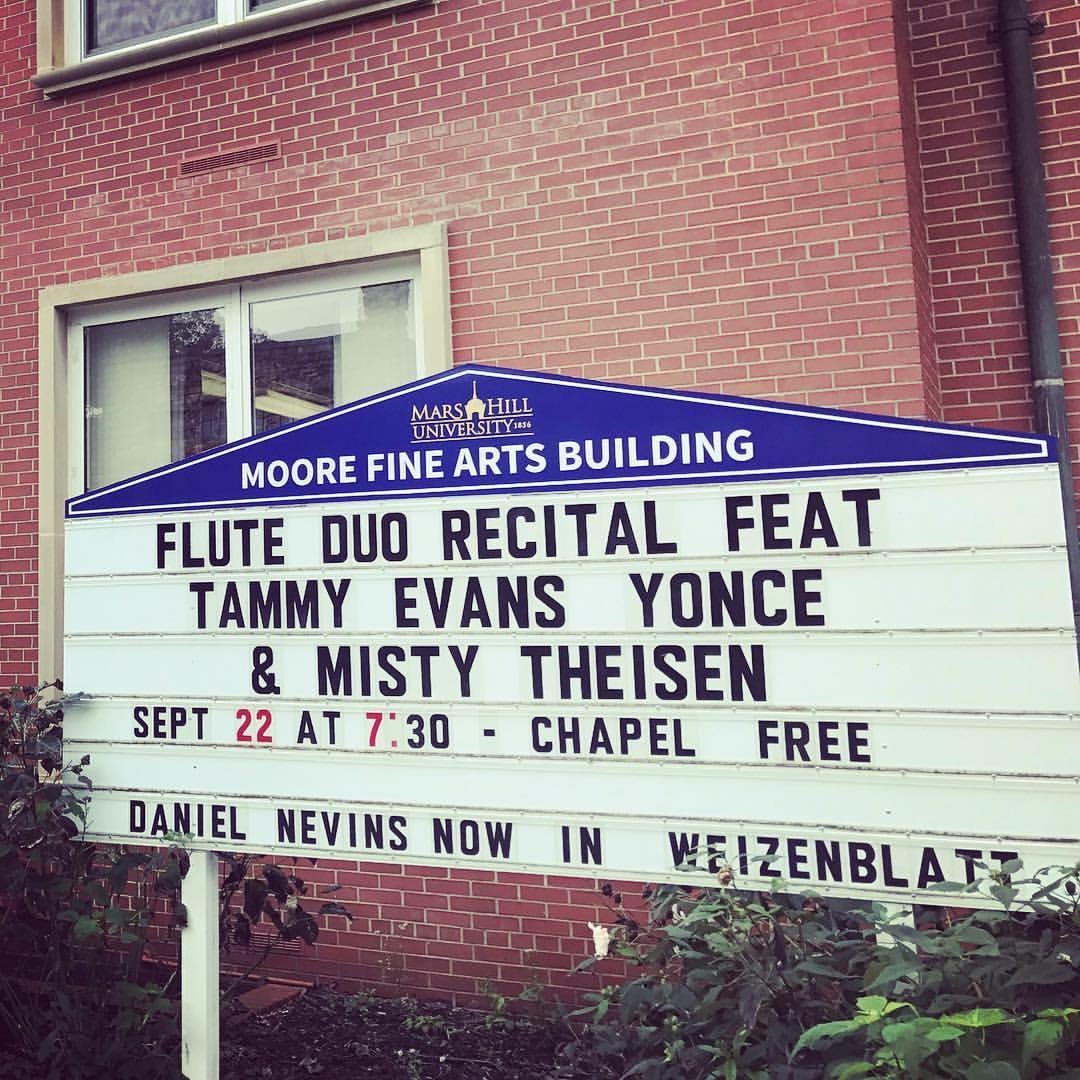 MARS HILL
UNIVERSITY 1856
MOORE FINE ARTS BUILDING
FLUTE DUO RECITAL FEAT
TAMMY EVANS YONCE
& MISTY THEISEN
SEPT 22 AT 7:30 - CHAPEL FREE
DANIEL NEVINS NOW IN WEIZENBLATT